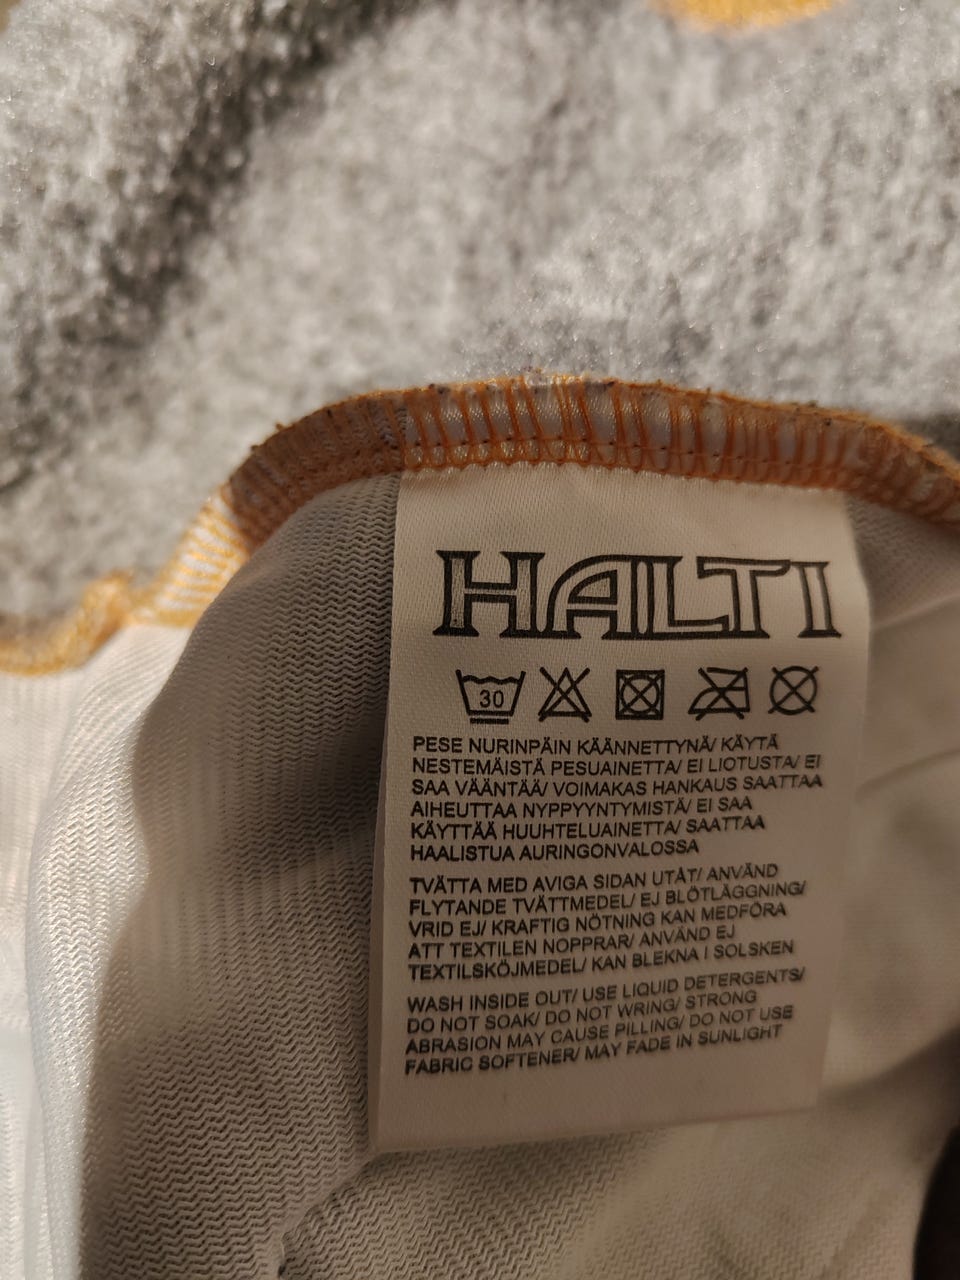 HALTI
30
PESE NURINPÄIN KÄÄNNETTYNÄ/ KÄYTÄ
NESTEMÄISTÄ PESUAINETTA/ EI LIOTUSTA/ EI
SAA VÄÄNTÄÄ/ VOIMAKAS HANKAUS SAATTAA
AIHEUTTAA NYPPYYNTYMISTÄ/ EI SAA
KÄYTTÄÄ HUUHTELUAINETTA/ SAATTAA
HAALISTUA AURINGONVALOSSA
TVÄTTA MED AVIGA SIDAN UTÅT/ ANVÄND
FLYTANDE TVÄTTMEDEL/ EJ BLÖTLÄGGNING/
VRID EJ/ KRAFTIG NÖTNING KAN MEDFÖRA
ATT TEXTILEN NOPPRAR/ ANVÄND EJ
TEXTILSKÖJMEDEL/ KAN BLEKNA I SOLSKEN
WASH INSIDE OUT/ USE LIQUID DETERGENTS/
DO NOT SOAK/ DO NOT WRING/ STRONG
ABRASION MAY CAUSE PILLING/ DO NOT USE
FABRIC SOFTENER/ MAY FADE IN SUNLIGHT